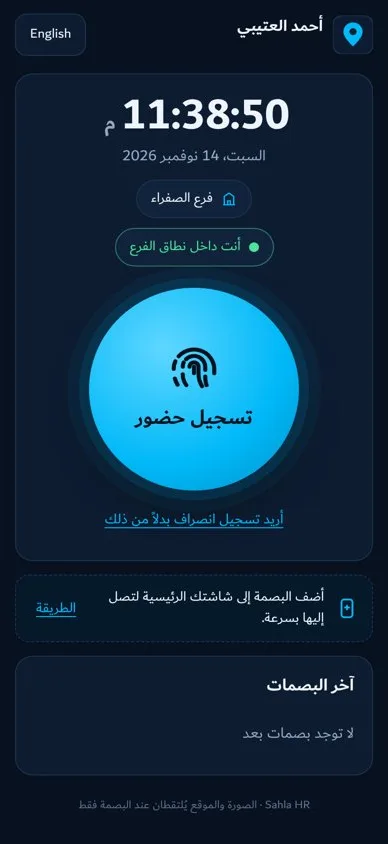 أحمد العتيبي
English
11:38:50 م
السبت، 14 نوفمبر 2026
فرع الصفراء
أنت داخل نطاق الفرع
تسجيل حضور
أريد تسجيل انصراف بدلاً من ذلك
أضف البصمة إلى شاشتك الرئيسية لتصل
إليها بسرعة.
الطريقة
آخر البصمات
لا توجد بصمات بعد
Sahla HR · الصورة والموقع يُلتقطان عند البصمة فقط